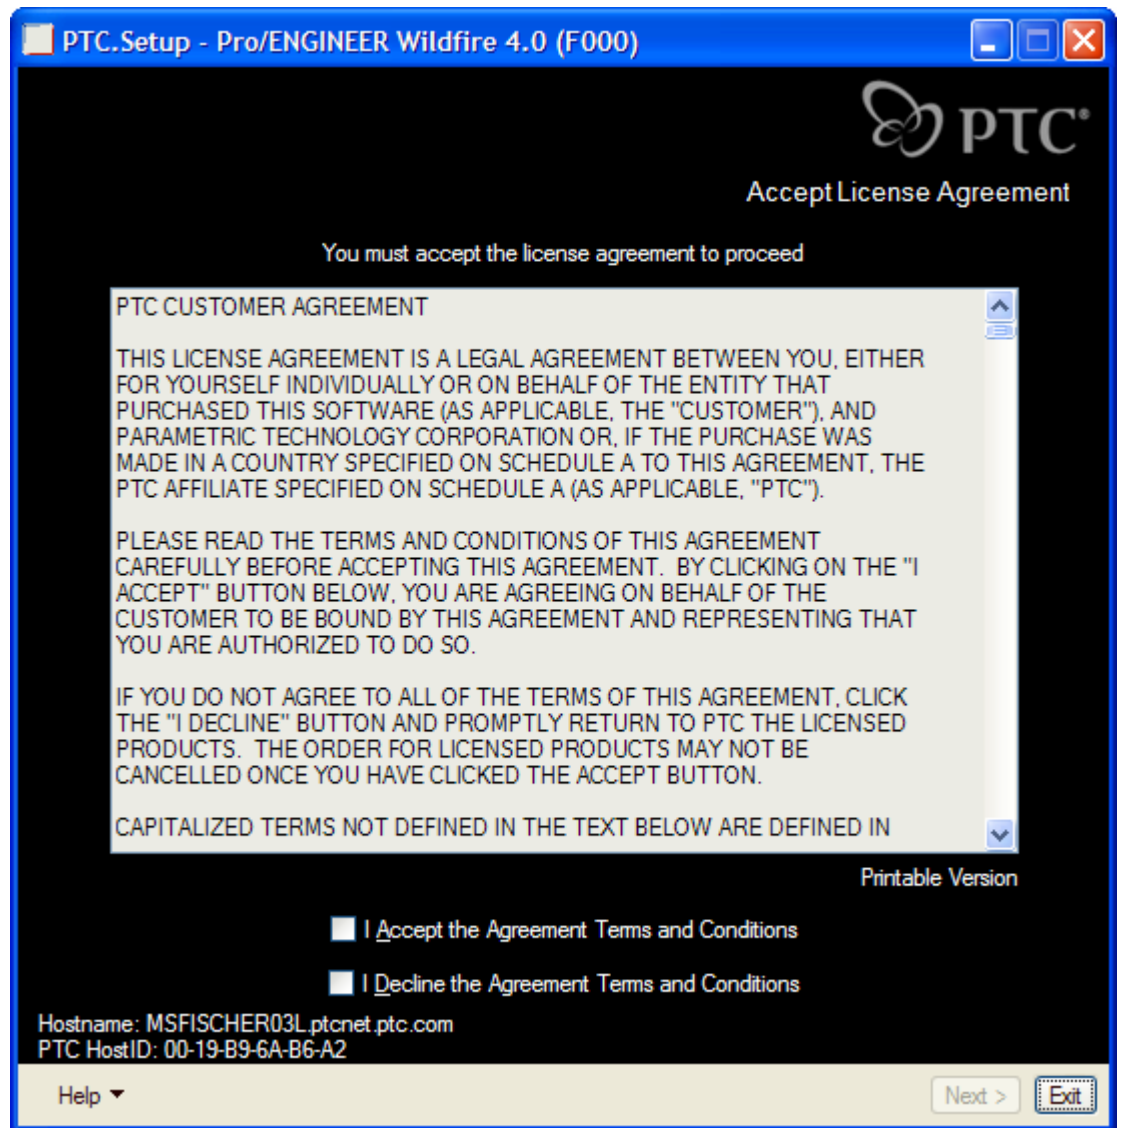 PTC.Setup - Pro/ENGINEER Wildfire 4.0 (F000)
PTC®
Accept License Agreement
You must accept the license agreement to proceed
PTC CUSTOMER AGREEMENT
THIS LICENSE AGREEMENT IS A LEGAL AGREEMENT BETWEEN YOU, EITHER
FOR YOURSELF INDIVIDUALLY OR ON BEHALF OF THE ENTITY THAT
PURCHASED THIS SOFTWARE (AS APPLICABLE, THE "CUSTOMER"), AND
PARAMETRIC TECHNOLOGY CORPORATION OR, IF THE PURCHASE WAS
MADE IN A COUNTRY SPECIFIED ON SCHEDULE A TO THIS AGREEMENT, THE
PTC AFFILIATE SPECIFIED ON SCHEDULE A (AS APPLICABLE, "PTC").
PLEASE READ THE TERMS AND CONDITIONS OF THIS AGREEMENT
CAREFULLY BEFORE ACCEPTING THIS AGREEMENT.  BY CLICKING ON THE "I
ACCEPT" BUTTON BELOW, YOU ARE AGREEING ON BEHALF OF THE
CUSTOMER TO BE BOUND BY THIS AGREEMENT AND REPRESENTING THAT
YOU ARE AUTHORIZED TO DO SO.
IF YOU DO NOT AGREE TO ALL OF THE TERMS OF THIS AGREEMENT, CLICK
THE "I DECLINE" BUTTON AND PROMPTLY RETURN TO PTC THE LICENSED
PRODUCTS.  THE ORDER FOR LICENSED PRODUCTS MAY NOT BE
CANCELLED ONCE YOU HAVE CLICKED THE ACCEPT BUTTON.
CAPITALIZED TERMS NOT DEFINED IN THE TEXT BELOW ARE DEFINED IN
Printable Version
I Accept the Agreement Terms and Conditions
I Decline the Agreement Terms and Conditions
Hostname: MSFISCHER03L.ptcnet.ptc.com
PTC HostID: 00-19-B9-6A-B6-A2
Help
Next >
Exit